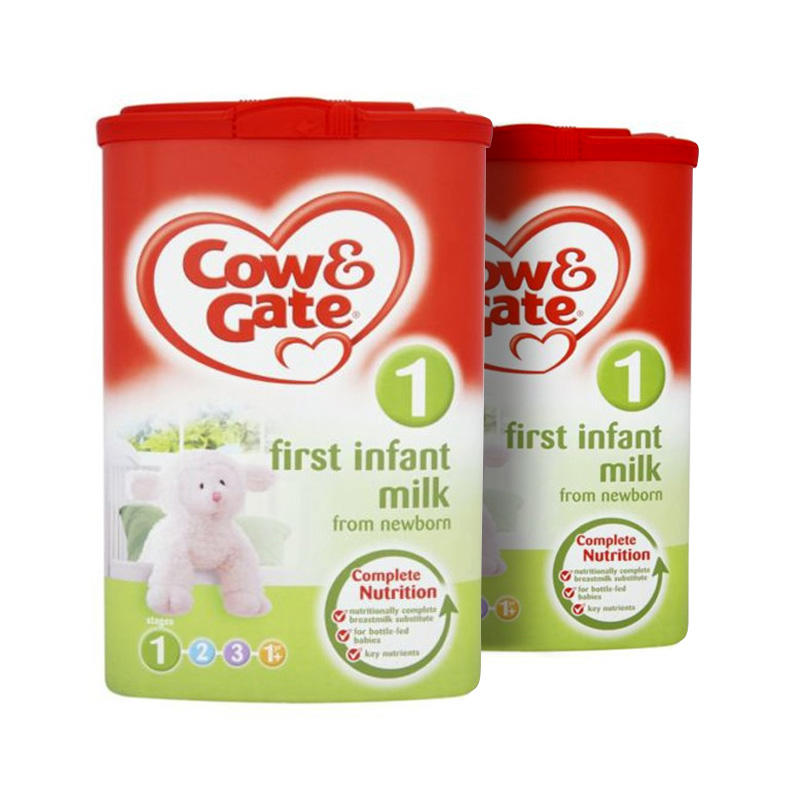 Cow&
Gate®
1
first infant
milk
from newborn
Complete
Nutrition
nutritionally complete
breastmilk substitute
for bottle-fed
babies
key nutrients
stages
1 2 3 1+
ow&
Gate®
1
first infant
milk
from newborn
Complete
Nutrition
nutritionally complete
breastmilk substitute
for bottle-fed
babies
key nutrients
1+